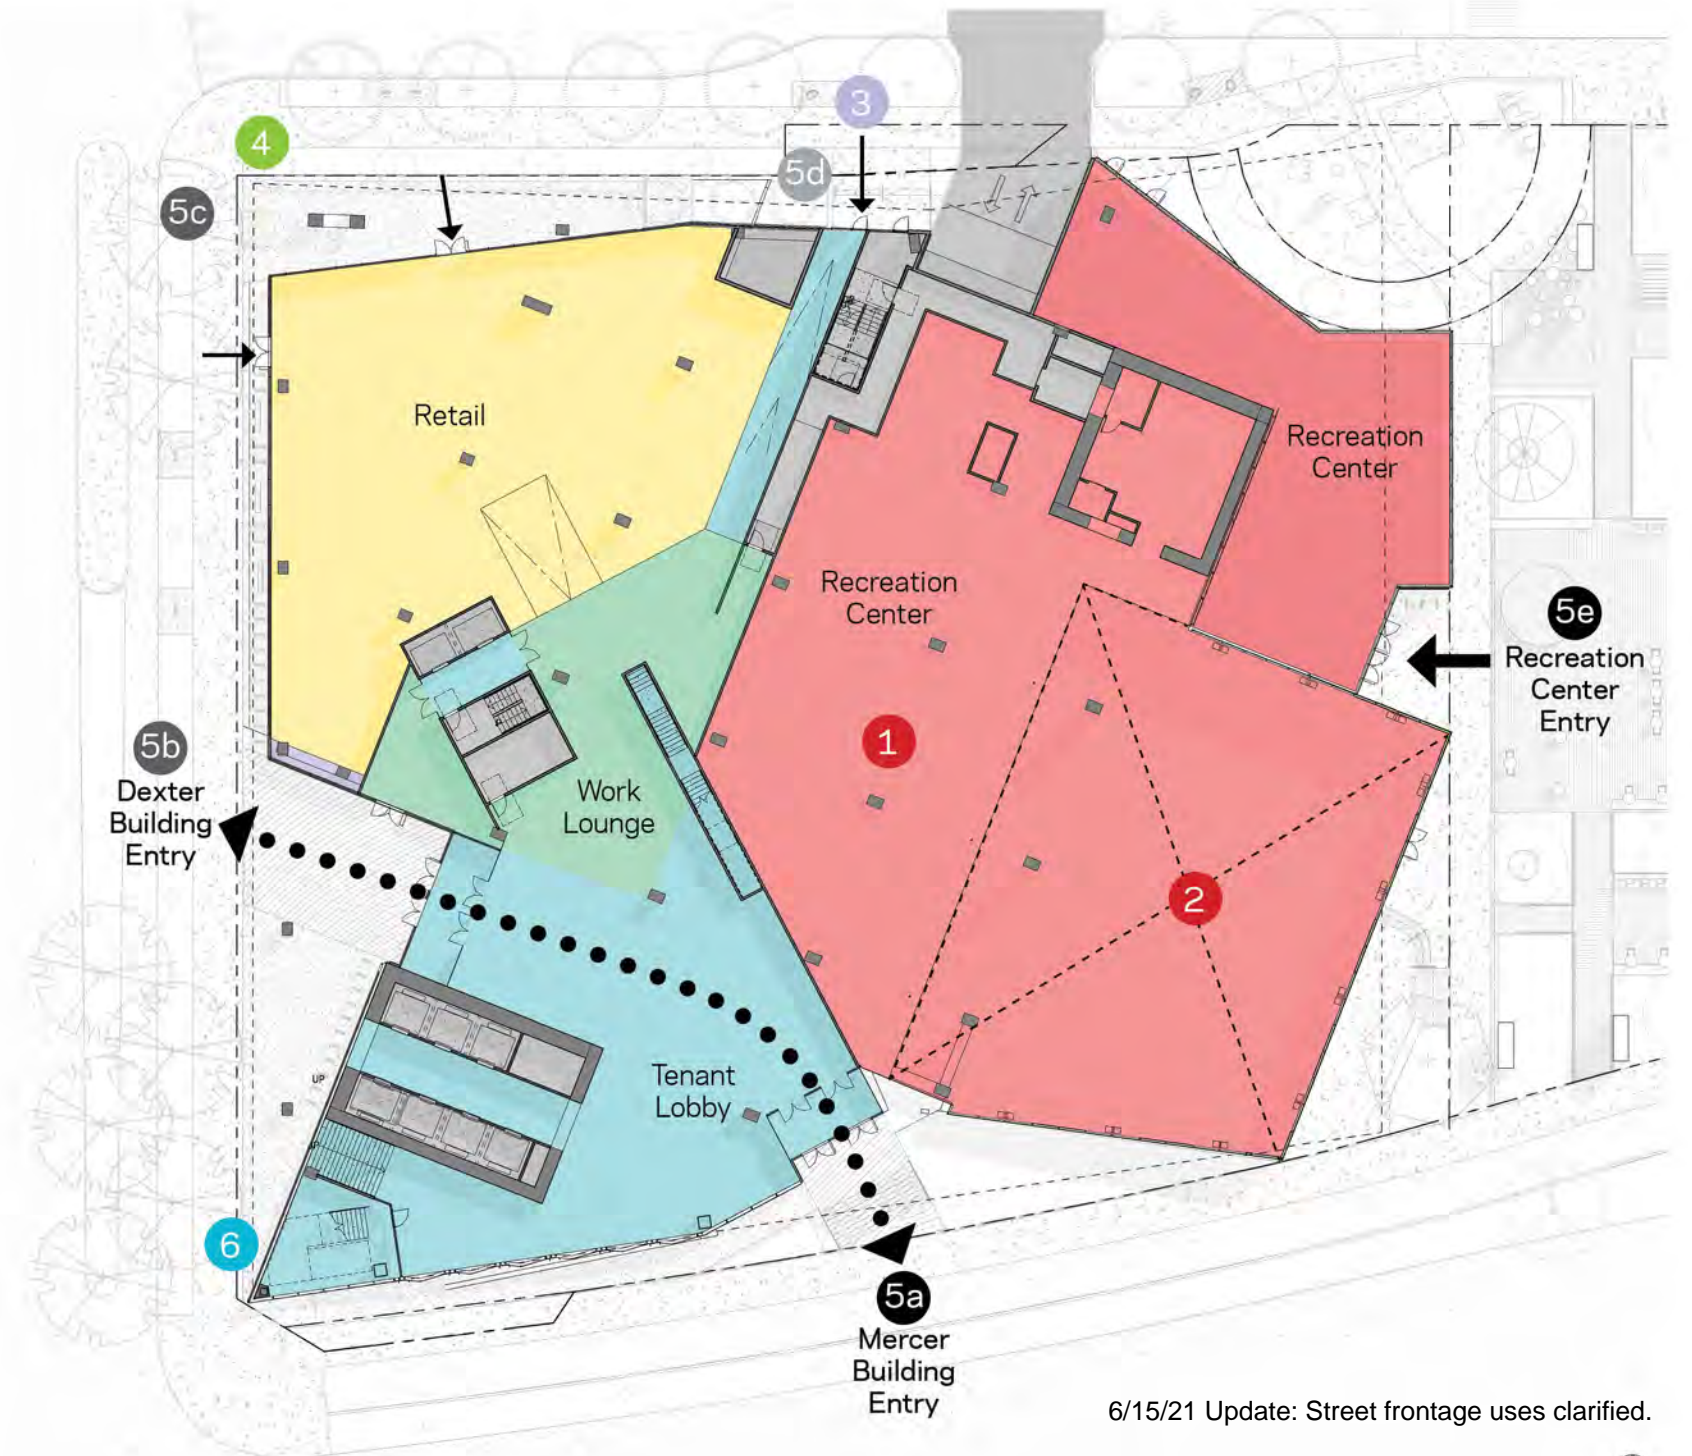 3
4
5d
5c
Retail
Recreation
Center
Recreation
Center
5e
Recreation
Center
Entry
1
5b
Dexter
Building
Entry
Work
Lounge
2
Tenant
Lobby
UP
6
5a
Mercer
Building
Entry
6/15/21 Update: Street frontage uses clarified.